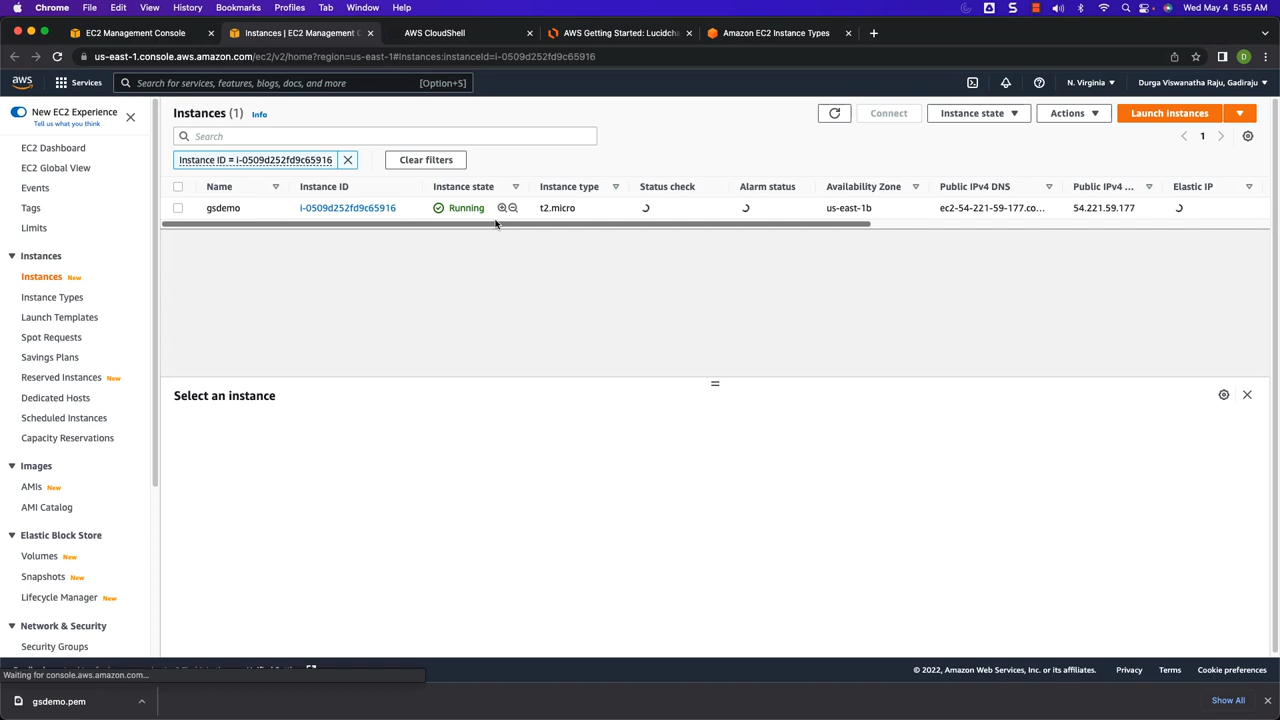 Chrome File Edit View History Bookmarks Profiles Tab Window Help Wed May 4 5:55 AM
EC2 Management Console Instances | EC2 Management C AWS CloudShell AWS Getting Started: Lucidcha Amazon EC2 Instance Types
us-east-1.console.aws.amazon.com/ec2/v2/home?region=us-east-1#Instances:instanceId=i-0509d252fd9c65916 D
aws Services Search for services, features, blogs, docs, and more [Option+S] N. Virginia Durga Viswanatha Raju, Gadiraju
New EC2 Experience
Tell us what you think
EC2 Dashboard
EC2 Global View
Events
Tags
Limits
Instances
Instances New
Instance Types
Launch Templates
Spot Requests
Savings Plans
Reserved Instances New
Dedicated Hosts
Scheduled Instances
Capacity Reservations
Images
AMIs New
AMI Catalog
Elastic Block Store
Volumes New
Snapshots New
Lifecycle Manager New
Network & Security
Security Groups
Instances (1) Info Connect Instance state Actions Launch instances
Search 1
Instance ID = i-0509d252fd9c65916 Clear filters
Name Instance ID Instance state Instance type Status check Alarm status Availability Zone Public IPv4 DNS Public IPv4 ... Elastic IP
gsdemo i-0509d252fd9c65916 Running t2.micro us-east-1b ec2-54-221-59-177.co... 54.221.59.177
Select an instance
© 2022, Amazon Web Services, Inc. or its affiliates. Privacy Terms Cookie preferences
Waiting for console.aws.amazon.com...
gsdemo.pem Show All